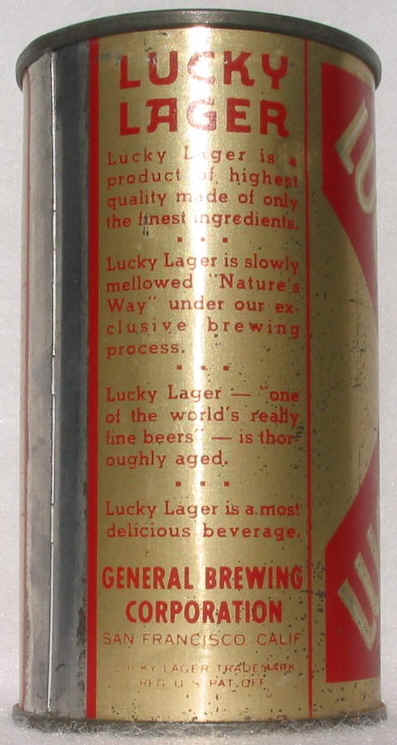 LUCKY
LAGER
Lucky Lager is a
product of highest
quality made of only
the finest ingredients.
Lucky Lager is slowly
mellowed "Nature's
Way" under our ex-
clusive brewing
process.
Lucky Lager — "one
of the world's really
fine beers" — is thor-
oughly aged.
Lucky Lager is a most
delicious beverage.
GENERAL BREWING
CORPORATION
SAN FRANCISCO CALIF
LUCKY LAGER TRADEMARK
REG. U.S. PAT. OFF.
LU